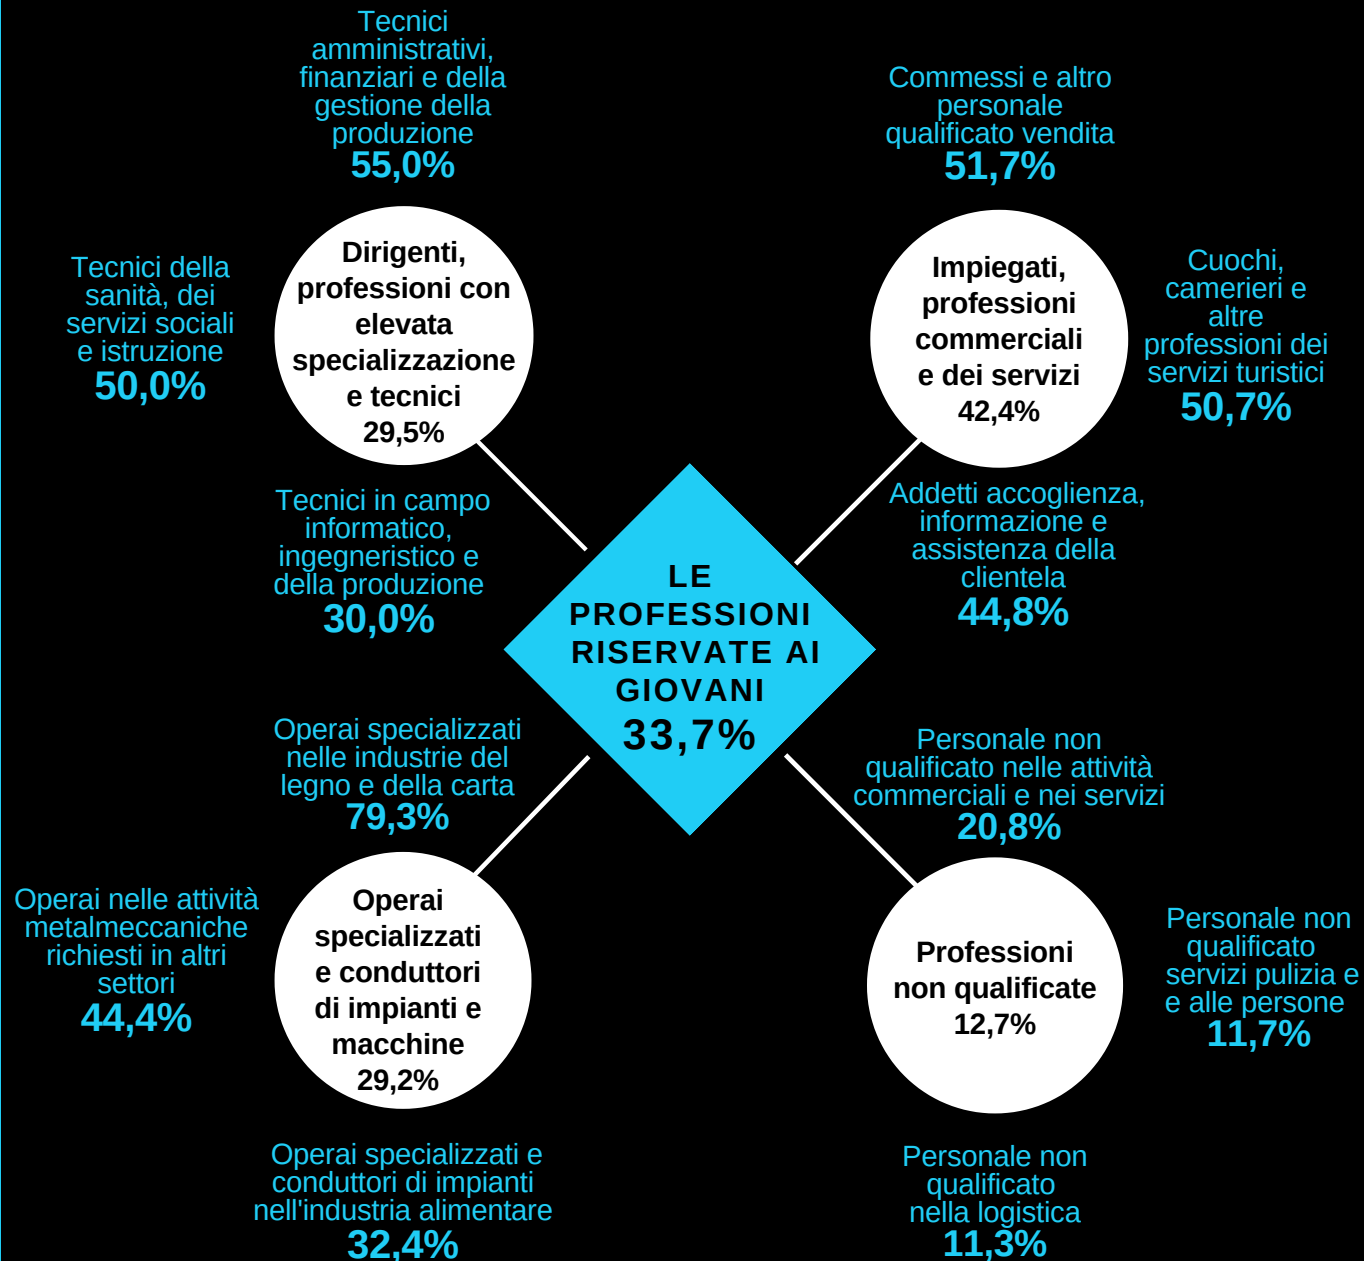 Tecnici
amministrativi,
finanziari e della
gestione della
produzione
55,0%
Tecnici della
sanità, dei
servizi sociali
e istruzione
50,0%
Dirigenti,
professioni con
elevata
specializzazione
e tecnici
29,5%
Tecnici in campo
informatico,
ingegneristico e
della produzione
30,0%
Commessi e altro
personale
qualificato vendita
51,7%
Impiegati,
professioni
commerciali
e dei servizi
42,4%
Cuochi,
camerieri e
altre
professioni dei
servizi turistici
50,7%
Addetti accoglienza,
informazione e
assistenza della
clientela
44,8%
LE
PROFESSIONI
RISERVATE AI
GIOVANI
33,7%
Operai specializzati
nelle industrie del
legno e della carta
79,3%
Operai nelle attività
metalmeccaniche
richiesti in altri
settori
44,4%
Operai
specializzati
e conduttori
di impianti e
macchine
29,2%
Operai specializzati e
conduttori di impianti
nell'industria alimentare
32,4%
Personale non
qualificato nelle attività
commerciali e nei servizi
20,8%
Professioni
non qualificate
12,7%
Personale non
qualificato
servizi pulizia e
e alle persone
11,7%
Personale non
qualificato
nella logistica
11,3%